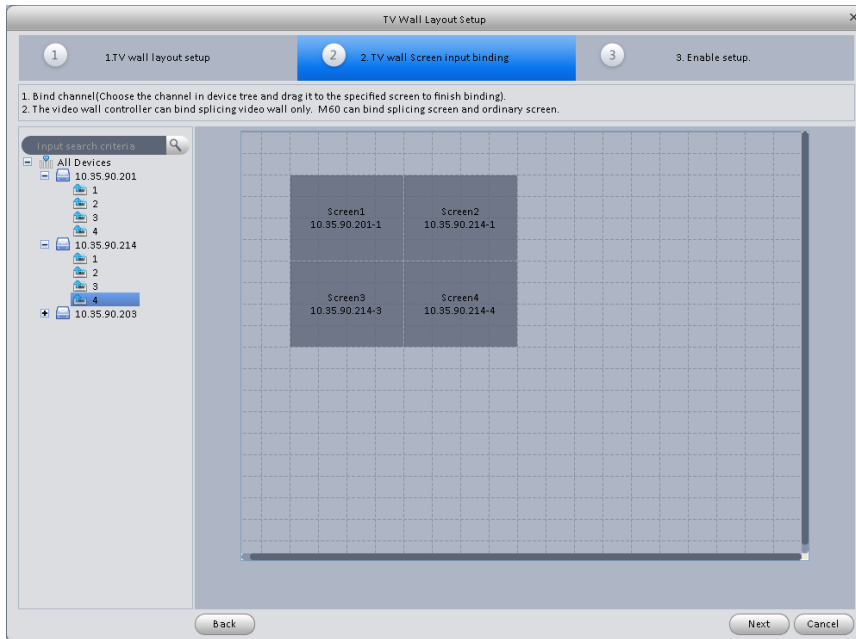 TV Wall Layout Setup
1 1.TV wall layout setup
2 2. TV wall Screen input binding
3 3. Enable setup.
1. Bind channel(Choose the channel in device tree and drag it to the specified screen to finish binding).
2. The video wall controller can bind splicing video wall only. M60 can bind splicing screen and ordinary screen.
Input search criteria
All Devices
10.35.90.201
1
2
3
4
10.35.90.214
1
2
3
4
10.35.90.203
Screen1
10.35.90.201-1
Screen2
10.35.90.214-1
Screen3
10.35.90.214-3
Screen4
10.35.90.214-4
Back
Next
Cancel